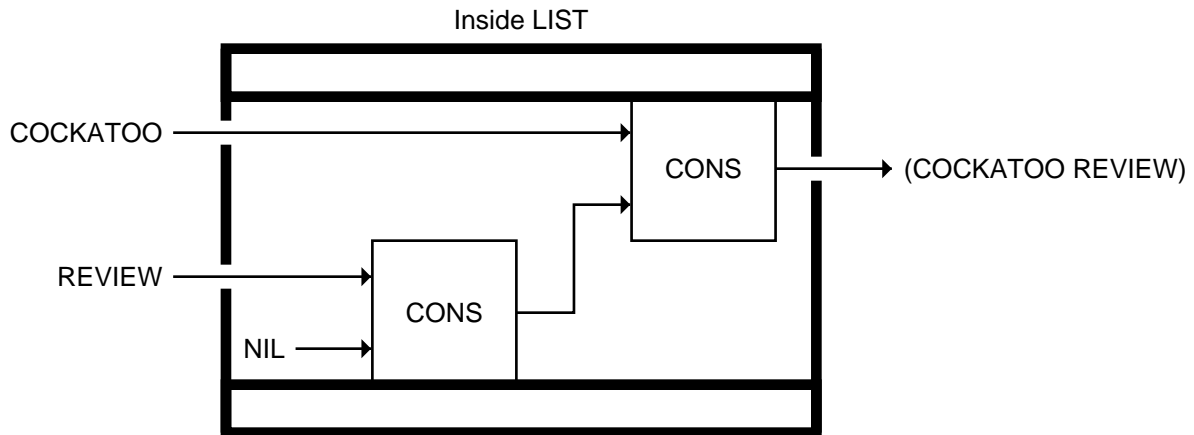 Inside LIST
COCKATOO
CONS
(COCKATOO REVIEW)
REVIEW
CONS
NIL